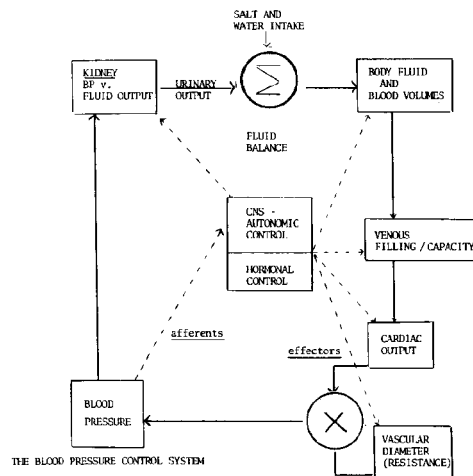 SALT AND
WATER INTAKE
KIDNEY
BP v.
FLUID OUTPUT
URINARY
OUTPUT
Σ
BODY FLUID
AND
BLOOD VOLUMES
FLUID
BALANCE
CNS -
AUTONOMIC
CONTROL
HORMONAL
CONTROL
VENOUS
FILLING/CAPACITY
afferents
effectors
CARDIAC
OUTPUT
BLOOD
PRESSURE
X
VASCULAR
DIAMETER
(RESISTANCE)
THE BLOOD PRESSURE CONTROL SYSTEM